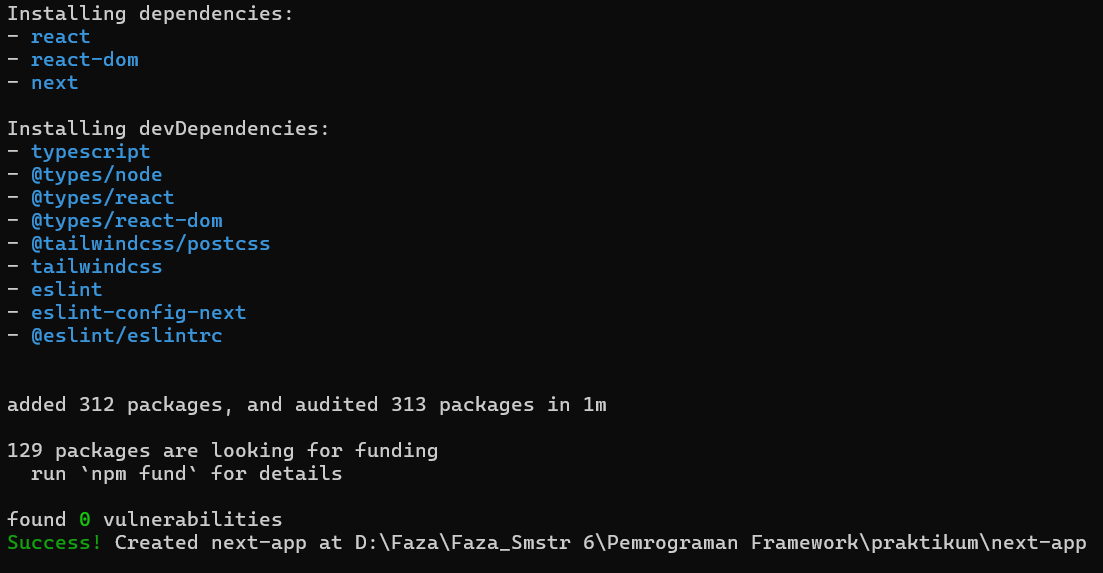 Installing dependencies:
- react
- react-dom
- next
Installing devDependencies:
- typescript
- @types/node
- @types/react
- @types/react-dom
- @tailwindcss/postcss
- tailwindcss
- eslint
- eslint-config-next
- @eslint/eslintrc
added 312 packages, and audited 313 packages in 1m
129 packages are looking for funding
  run `npm fund` for details
found 0 vulnerabilities
Success! Created next-app at D:\Faza\Faza_Smstr 6\Pemrograman Framework\praktikum\next-app